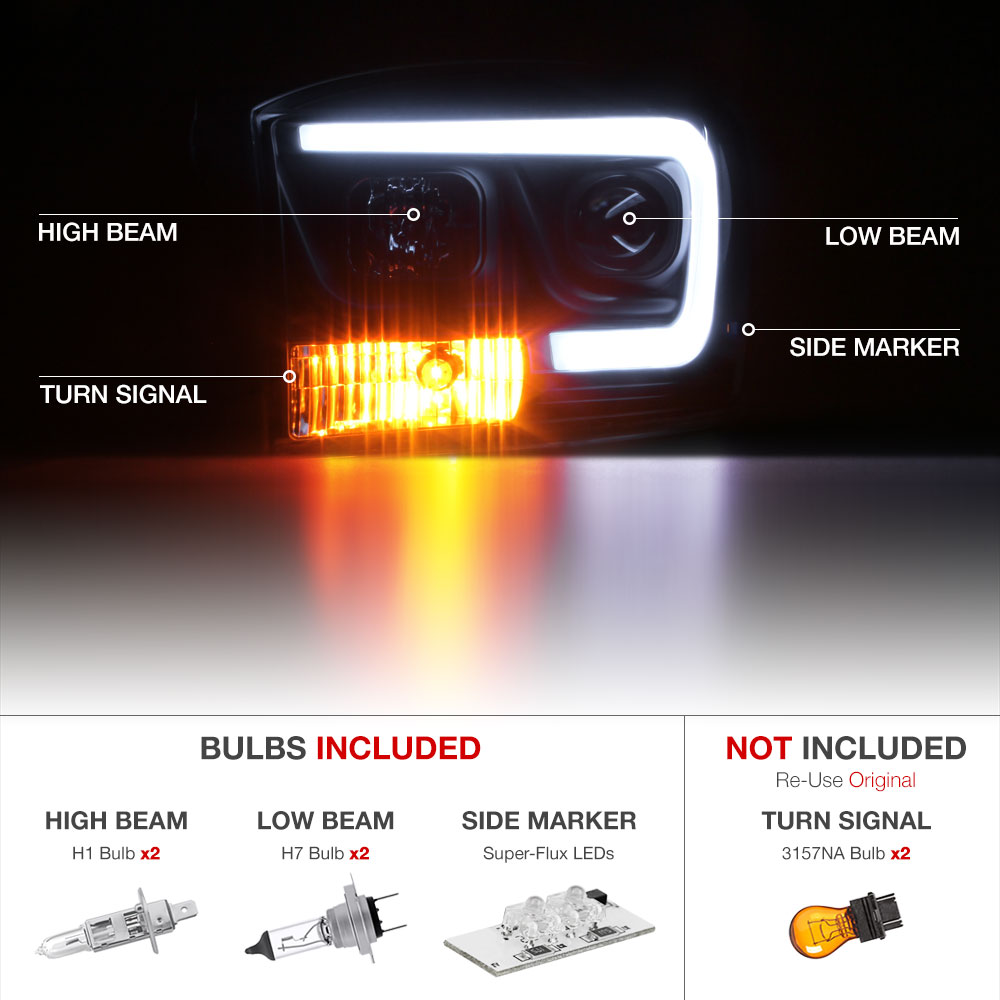 HIGH BEAM
LOW BEAM
SIDE MARKER
TURN SIGNAL
BULBS INCLUDED
HIGH BEAM
H1 Bulb x2
LOW BEAM
H7 Bulb x2
SIDE MARKER
Super-Flux LEDs
NOT INCLUDED
Re-Use Original
TURN SIGNAL
3157NA Bulb x2